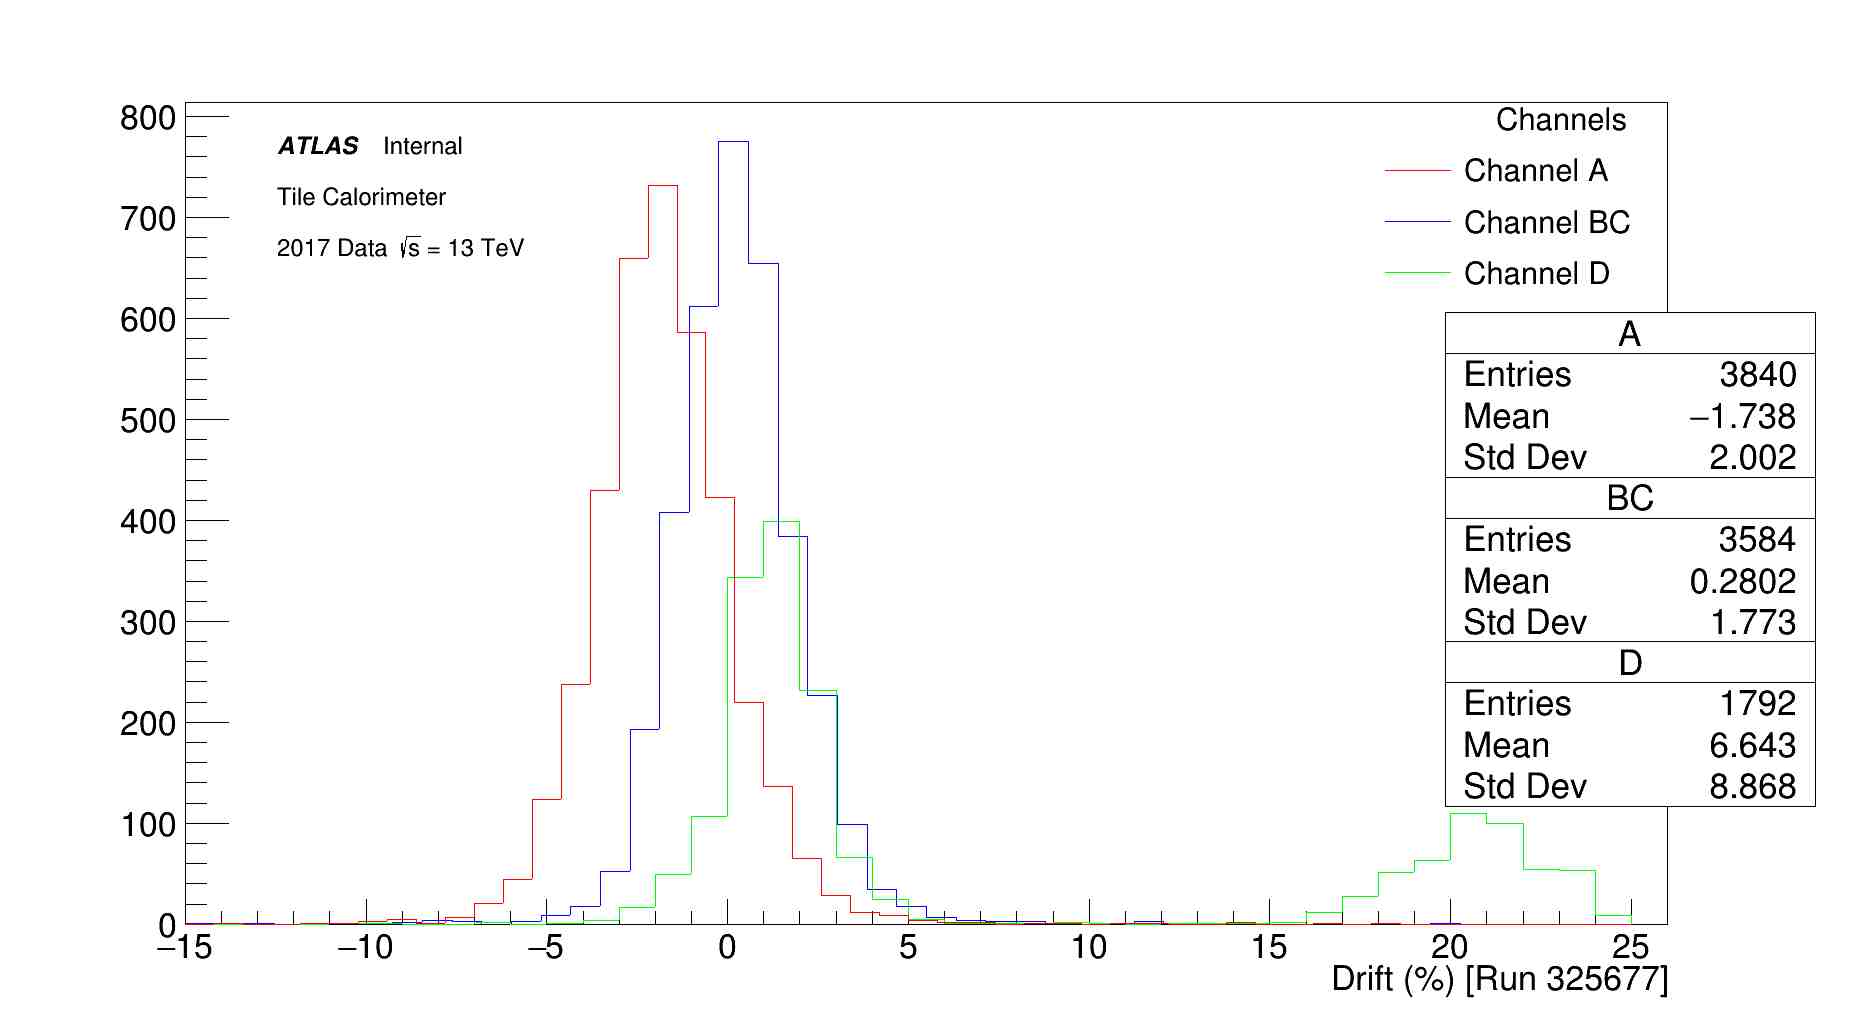 ATLAS Internal
Tile Calorimeter
2017 Data √s = 13 TeV
Channels
Channel A
Channel BC
Channel D
A
Entries 3840
Mean −1.738
Std Dev 2.002
BC
Entries 3584
Mean 0.2802
Std Dev 1.773
D
Entries 1792
Mean 6.643
Std Dev 8.868
800
700
600
500
400
300
200
100
0
−15 −10 −5 0 5 10 15 20 25
Drift (%) [Run 325677]